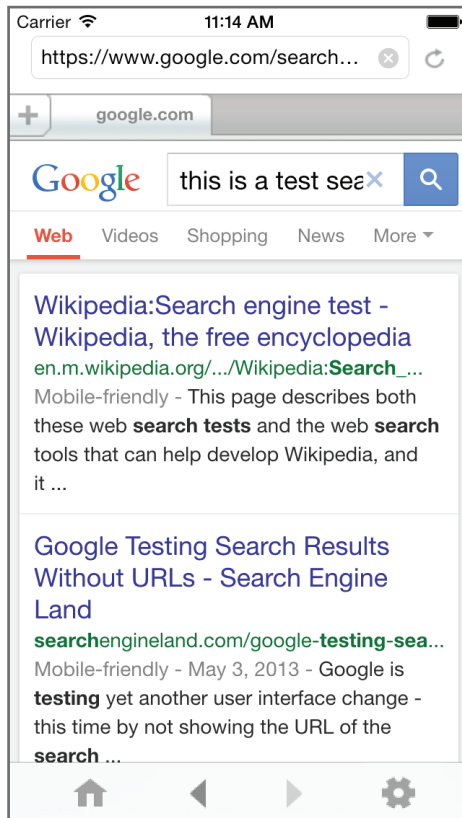 Carrier 11:14 AM
https://www.google.com/search...
google.com
Google this is a test sea
Web Videos Shopping News More
Wikipedia:Search engine test -
Wikipedia, the free encyclopedia
en.m.wikipedia.org/.../Wikipedia:Search_...
Mobile-friendly - This page describes both
these web search tests and the web search
tools that can help develop Wikipedia, and
it ...
Google Testing Search Results
Without URLs - Search Engine
Land
searchengineland.com/google-testing-sea...
Mobile-friendly - May 3, 2013 - Google is
testing yet another user interface change -
this time by not showing the URL of the
search ...